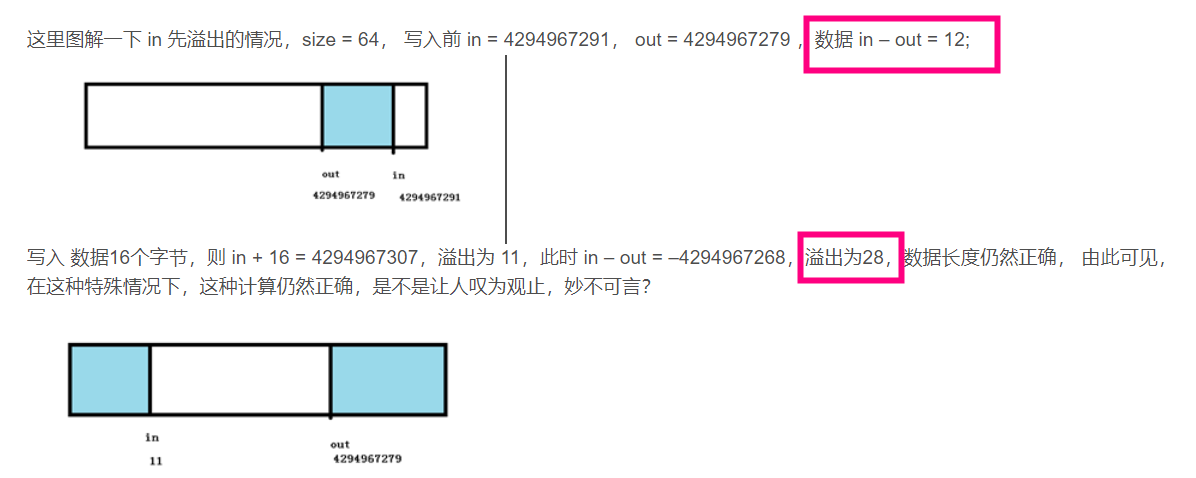 这里图解一下 in 先溢出的情况，size = 64， 写入前 in = 4294967291， out = 4294967279 ，数据 in – out = 12;
out
in
4294967279
4294967291
写入 数据16个字节，则 in + 16 = 4294967307，溢出为 11，此时 in – out = –4294967268，溢出为28，数据长度仍然正确， 由此可见，
在这种特殊情况下，这种计算仍然正确，是不是让人叹为观止，妙不可言？
in
out
11
4294967279